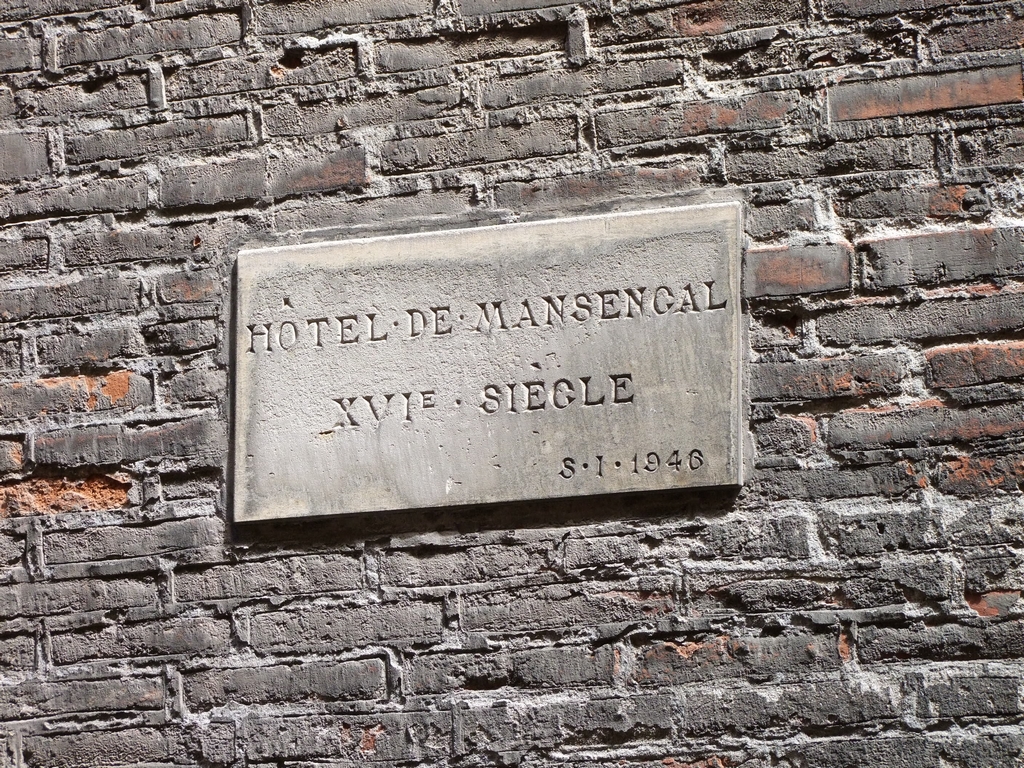 HÔTEL·DE·MANSENCAL
XVIE · SIÈCLE
S·I·1946